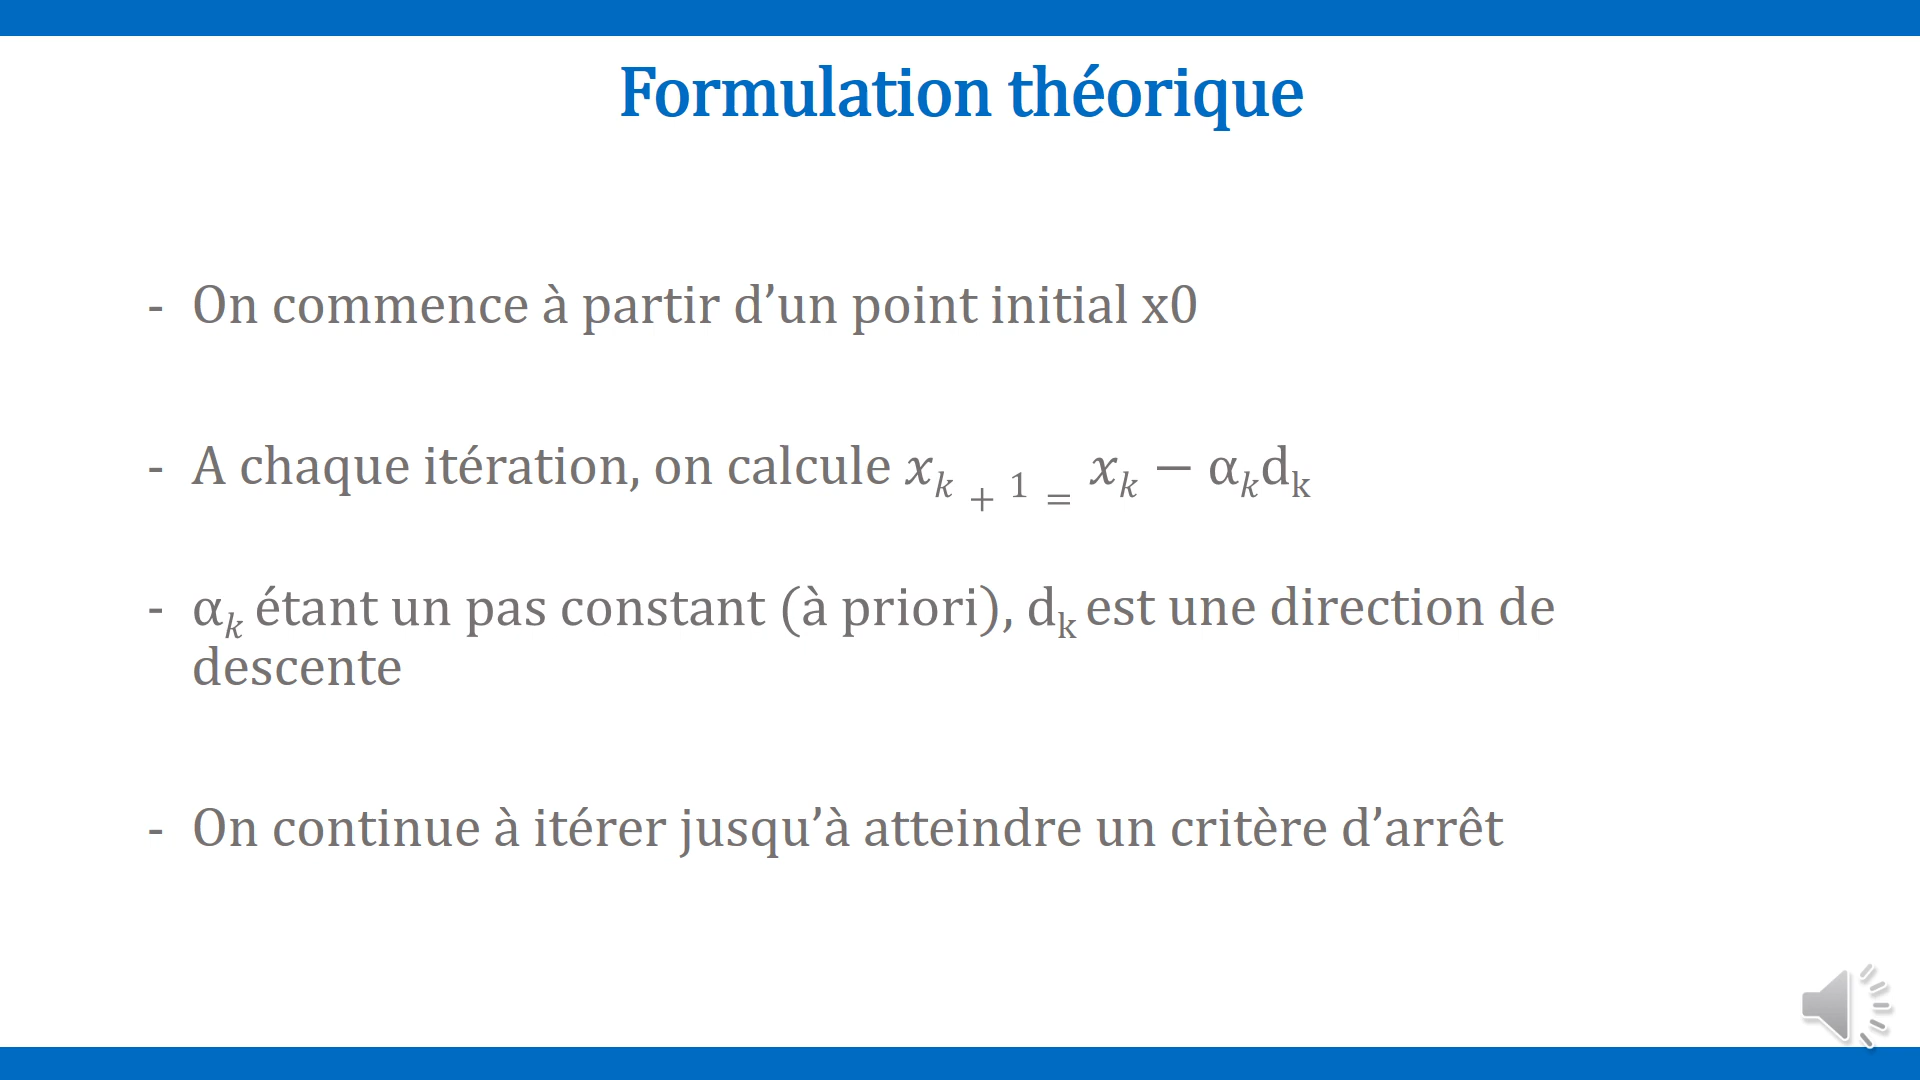 Formulation théorique
- On commence à partir d’un point initial x0
- A chaque itération, on calcule 𝑥ₖ ₊ ₁ ₌ 𝑥ₖ − αₖdₖ
- αₖ étant un pas constant (à priori), dₖ est une direction de
descente
- On continue à itérer jusqu’à atteindre un critère d’arrêt